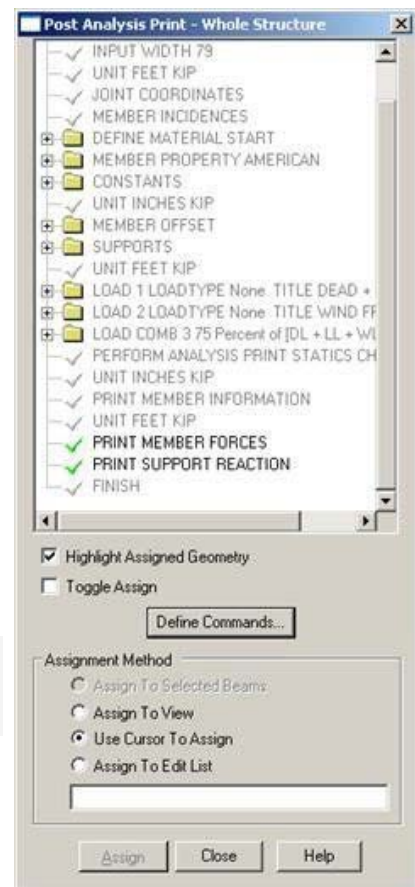 Post Analysis Print - Whole Structure
INPUT WIDTH 79
UNIT FEET KIP
JOINT COORDINATES
MEMBER INCIDENCES
DEFINE MATERIAL START
MEMBER PROPERTY AMERICAN
CONSTANTS
UNIT INCHES KIP
MEMBER OFFSET
SUPPORTS
UNIT FEET KIP
LOAD 1 LOADTYPE None TITLE DEAD +
LOAD 2 LOADTYPE None TITLE WIND FR
LOAD COMB 3 75 Percent of [DL + LL + WL
PERFORM ANALYSIS PRINT STATICS CH
UNIT INCHES KIP
PRINT MEMBER INFORMATION
UNIT FEET KIP
PRINT MEMBER FORCES
PRINT SUPPORT REACTION
FINISH
Highlight Assigned Geometry
Toggle Assign
Define Commands...
Assignment Method
Assign To Selected Beams
Assign To View
Use Cursor To Assign
Assign To Edit List
Assign Close Help